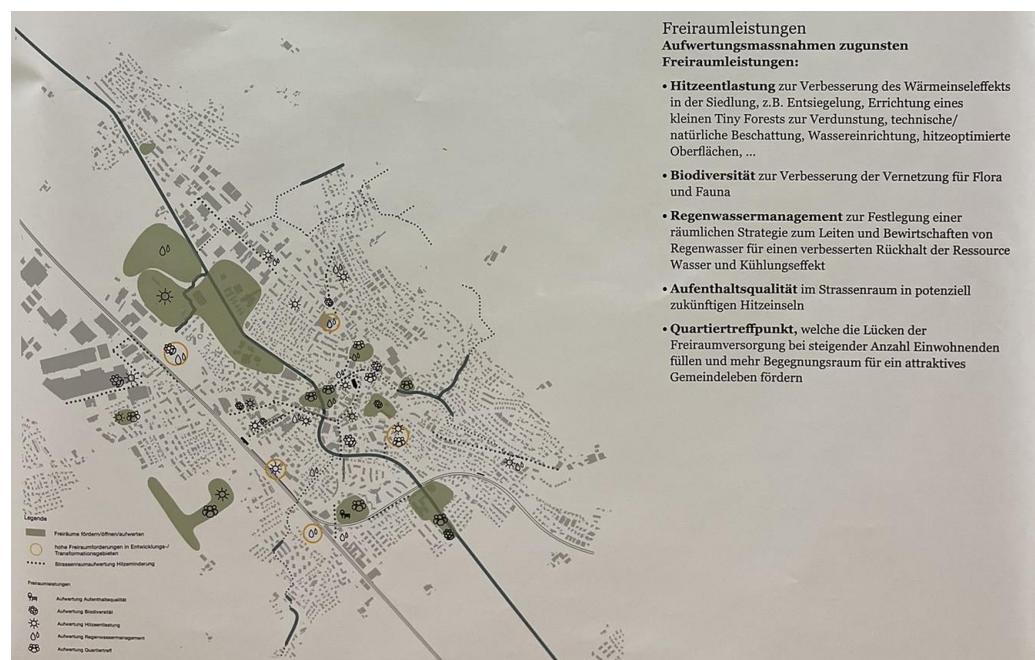 Freiraumleistungen
Aufwertungsmassnahmen zugunsten
Freiraumleistungen:
• Hitzeentlastung zur Verbesserung des Wärmeinseleffekts
in der Siedlung, z.B. Entsiegelung, Errichtung eines
kleinen Tiny Forests zur Verdunstung, technische/
natürliche Beschattung, Wassereinrichtung, hitzeoptimierte
Oberflächen, ...
• Biodiversität zur Verbesserung der Vernetzung für Flora
und Fauna
• Regenwassermanagement zur Festlegung einer
räumlichen Strategie zum Leiten und Bewirtschaften von
Regenwasser für einen verbesserten Rückhalt der Ressource
Wasser und Kühlungseffekt
• Aufenthaltsqualität im Strassenraum in potenziell
zukünftigen Hitzeinseln
• Quartiertreffpunkt, welche die Lücken der
Freiraumversorgung bei steigender Anzahl Einwohnenden
füllen und mehr Begegnungsraum für ein attraktives
Gemeindeleben fördern
Legende
Freiräume fördern/öffnen/aufwerten
hohe Freiraumforderungen in Entwicklungs-/
Transformationsgebieten
Strassenraumaufwertung Hitzeminderung
Freiraumleistungen
Aufwertung Aufenthaltsqualität
Aufwertung Biodiversität
Aufwertung Hitzeentlastung
Aufwertung Regenwassermanagement
Aufwertung Quartiertreff